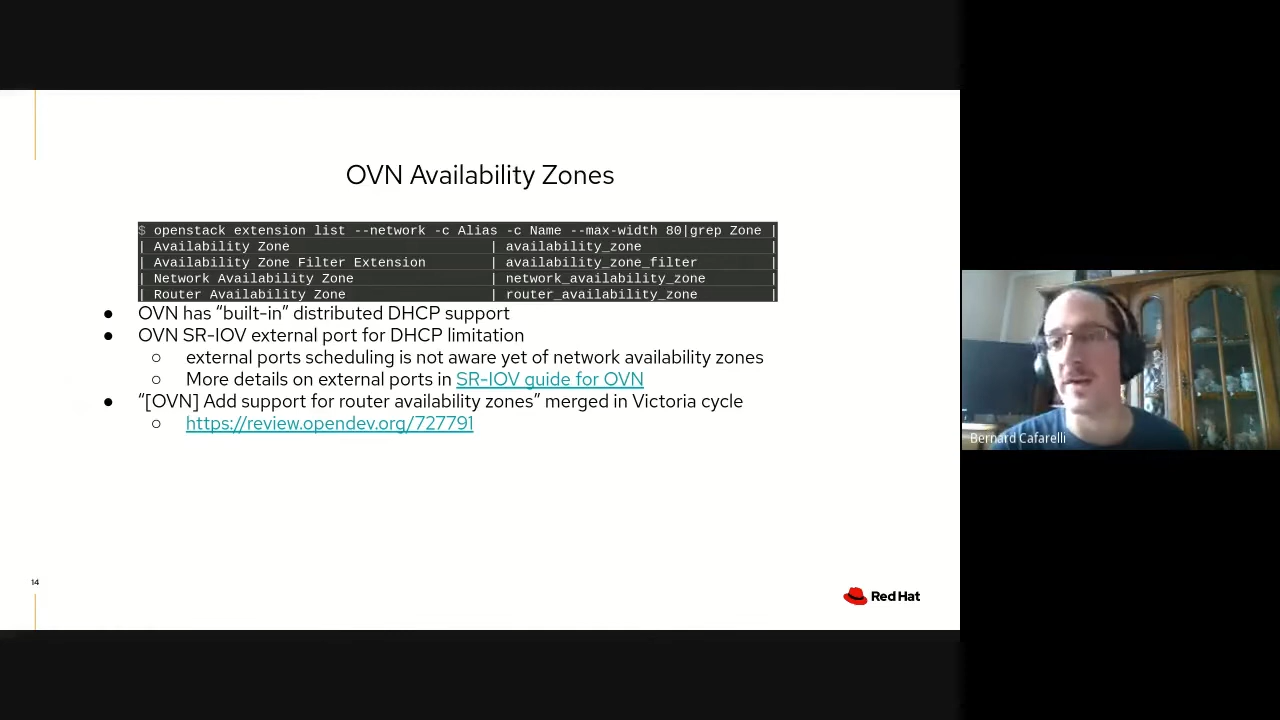 OVN Availability Zones
$ openstack extension list --network -c Alias -c Name --max-width 80|grep Zone |
| Availability Zone | availability_zone |
| Availability Zone Filter Extension | availability_zone_filter |
| Network Availability Zone | network_availability_zone |
| Router Availability Zone | router_availability_zone |
● OVN has “built-in” distributed DHCP support
● OVN SR-IOV external port for DHCP limitation
○ external ports scheduling is not aware yet of network availability zones
○ More details on external ports in SR-IOV guide for OVN
● “[OVN] Add support for router availability zones” merged in Victoria cycle
○ https://review.opendev.org/727791
14
Red Hat
Bernard Cafarelli